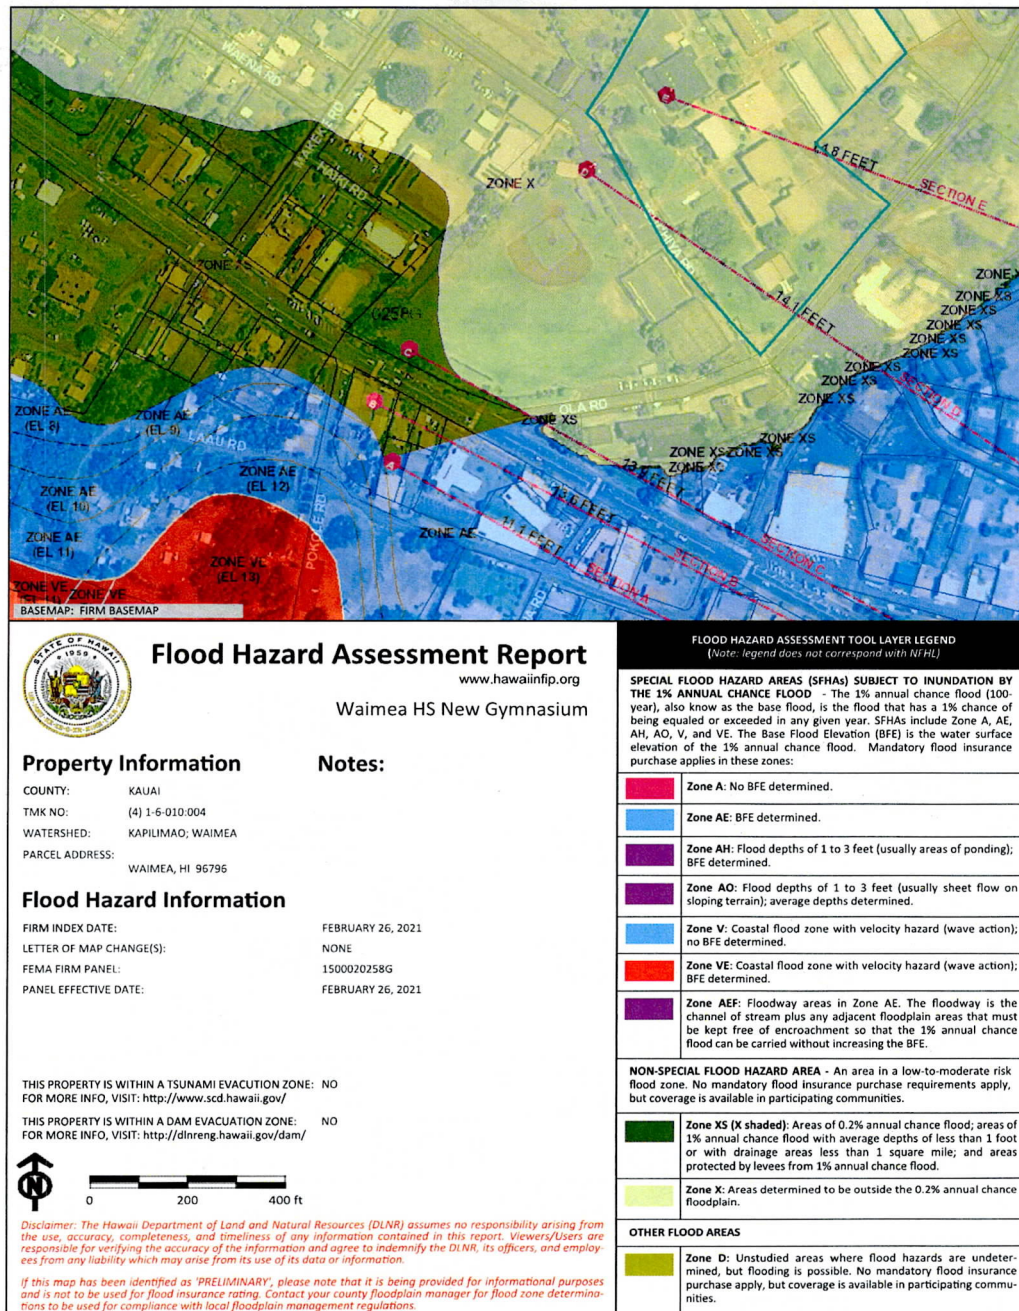 WAENA RD
MAKEKE RD
HAKU RD
ZONE X
14.8 FEET
SECTION E
E
D
ZONE XS
14.1 FEET
ZONE XS
ZONE XS
ZONE XS
ZONE XS
ZONE XS
ZONE XS
ZONE XS
ZONE XS
ZONE XS
SECTION D
C
B
A
OLA RD
ZONE XS
ZONE XS
ZONE XS
ZONE AE
(EL 8)
ZONE AE
(EL 9)
LAAU RD
ZONE AE
(EL 10)
ZONE AE
(EL 12)
ZONE AE
(EL 11)
ZONE AE
13.6 FEET
11.1 FEET
SECTION C
SECTION B
SECTION A
POKOLE RD
ZONE VE
(EL 13)
ZONE VE
ZONE VE
BASEMAP: FIRM BASEMAP
STATE OF HAWAII
1959
Flood Hazard Assessment Report
www.hawaiinfip.org
Waimea HS New Gymnasium
Property Information
Notes:
COUNTY: KAUAI
TMK NO: (4) 1-6-010:004
WATERSHED: KAPILIMAO; WAIMEA
PARCEL ADDRESS:
WAIMEA, HI 96796
Flood Hazard Information
FIRM INDEX DATE: FEBRUARY 26, 2021
LETTER OF MAP CHANGE(S): NONE
FEMA FIRM PANEL: 1500020258G
PANEL EFFECTIVE DATE: FEBRUARY 26, 2021
THIS PROPERTY IS WITHIN A TSUNAMI EVACUTION ZONE: NO
FOR MORE INFO, VISIT: http://www.scd.hawaii.gov/
THIS PROPERTY IS WITHIN A DAM EVACUATION ZONE: NO
FOR MORE INFO, VISIT: http://dlnreng.hawaii.gov/dam/
N
0 200 400 ft
Disclaimer: The Hawaii Department of Land and Natural Resources (DLNR) assumes no responsibility arising from
the use, accuracy, completeness, and timeliness of any information contained in this report. Viewers/Users are
responsible for verifying the accuracy of the information and agree to indemnify the DLNR, its officers, and employ-
ees from any liability which may arise from its use of its data or information.
If this map has been identified as 'PRELIMINARY', please note that it is being provided for informational purposes
and is not to be used for flood insurance rating. Contact your county floodplain manager for flood zone determina-
tions to be used for compliance with local floodplain management regulations.
FLOOD HAZARD ASSESSMENT TOOL LAYER LEGEND
(Note: legend does not correspond with NFHL)
SPECIAL FLOOD HAZARD AREAS (SFHAs) SUBJECT TO INUNDATION BY
THE 1% ANNUAL CHANCE FLOOD - The 1% annual chance flood (100-
year), also know as the base flood, is the flood that has a 1% chance of
being equaled or exceeded in any given year. SFHAs include Zone A, AE,
AH, AO, V, and VE. The Base Flood Elevation (BFE) is the water surface
elevation of the 1% annual chance flood. Mandatory flood insurance
purchase applies in these zones:
Zone A: No BFE determined.
Zone AE: BFE determined.
Zone AH: Flood depths of 1 to 3 feet (usually areas of ponding);
BFE determined.
Zone AO: Flood depths of 1 to 3 feet (usually sheet flow on
sloping terrain); average depths determined.
Zone V: Coastal flood zone with velocity hazard (wave action);
no BFE determined.
Zone VE: Coastal flood zone with velocity hazard (wave action);
BFE determined.
Zone AEF: Floodway areas in Zone AE. The floodway is the
channel of stream plus any adjacent floodplain areas that must
be kept free of encroachment so that the 1% annual chance
flood can be carried without increasing the BFE.
NON-SPECIAL FLOOD HAZARD AREA - An area in a low-to-moderate risk
flood zone. No mandatory flood insurance purchase requirements apply,
but coverage is available in participating communities.
Zone XS (X shaded): Areas of 0.2% annual chance flood; areas of
1% annual chance flood with average depths of less than 1 foot
or with drainage areas less than 1 square mile; and areas
protected by levees from 1% annual chance flood.
Zone X: Areas determined to be outside the 0.2% annual chance
floodplain.
OTHER FLOOD AREAS
Zone D: Unstudied areas where flood hazards are undeter-
mined, but flooding is possible. No mandatory flood insurance
purchase apply, but coverage is available in participating commu-
nities.